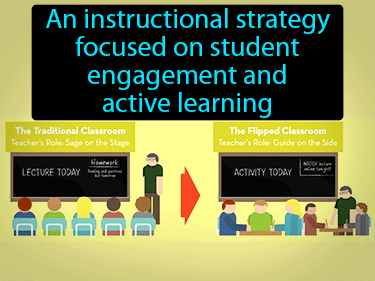 An instructional strategy
focused on student
engagement and
active learning
The Traditional Classroom
Teacher's Role: Sage on the Stage
The Flipped Classroom
Teacher's Role: Guide on the Side
LECTURE TODAY
Homework
Reading and questions
due tomorrow
ACTIVITY TODAY
WATCH lecture
online tonight!